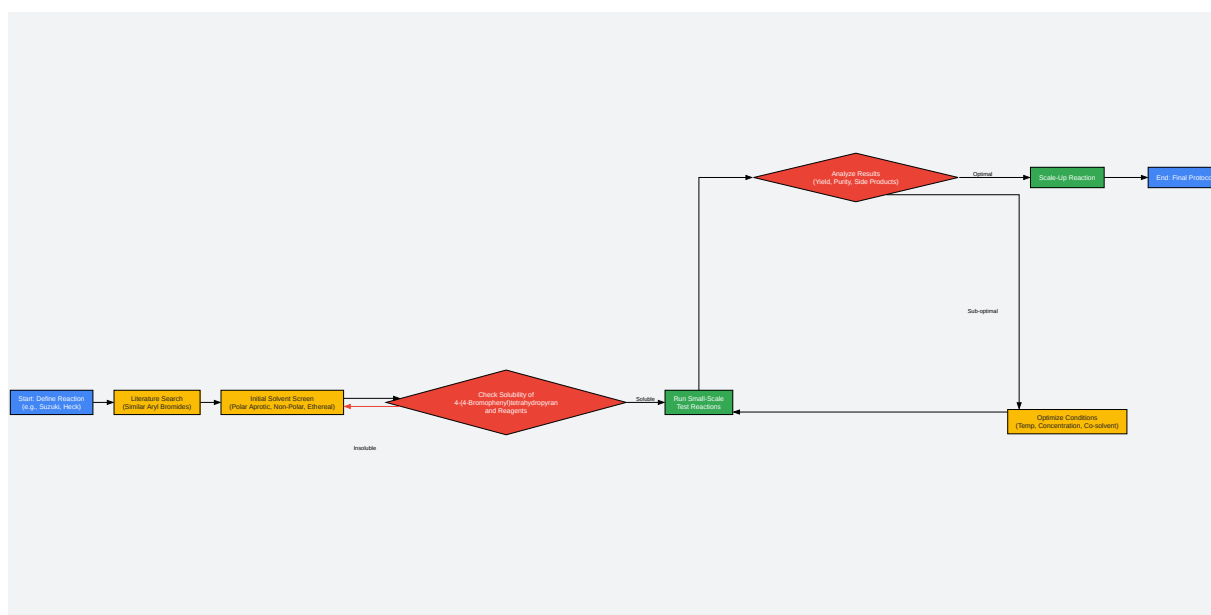 Start: Define Reaction
(e.g., Suzuki, Heck)
Literature Search
(Similar Aryl Bromides)
Initial Solvent Screen
(Polar Aprotic, Non-Polar, Ethereal)
Insoluble
Check Solubility of
4-(4-Bromophenyl)tetrahydropyran
and Reagents
Soluble
Run Small-Scale
Test Reactions
Analyze Results
(Yield, Purity, Side Products)
Optimal
Scale-Up Reaction
End: Final Protoco
Sub-optimal
Optimize Conditions
(Temp, Concentration, Co-solvent)